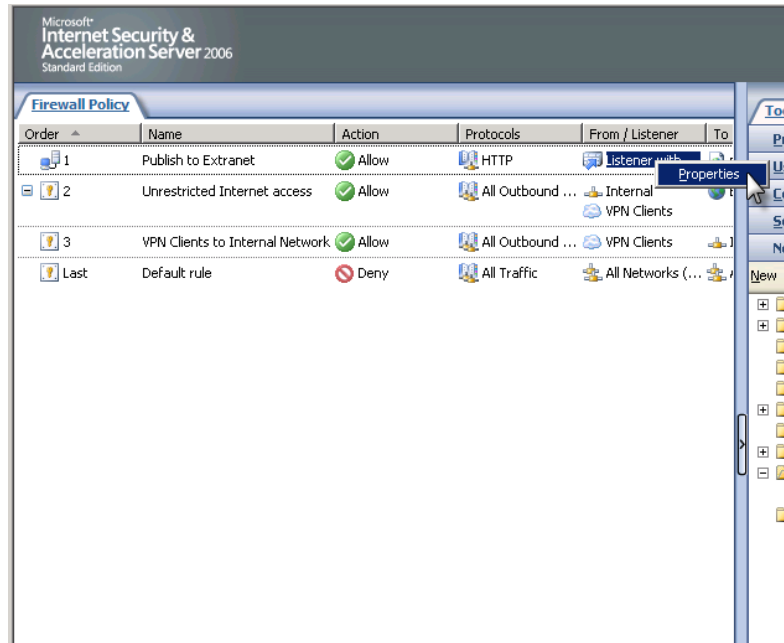 Microsoft®
Internet Security &
Acceleration Server 2006
Standard Edition
Firewall Policy
Order Name Action Protocols From / Listener To
1 Publish to Extranet Allow HTTP Listener with
Properties
2 Unrestricted Internet access Allow All Outbound ... Internal
VPN Clients
3 VPN Clients to Internal Network Allow All Outbound ... VPN Clients
Last Default rule Deny All Traffic All Networks (...
New